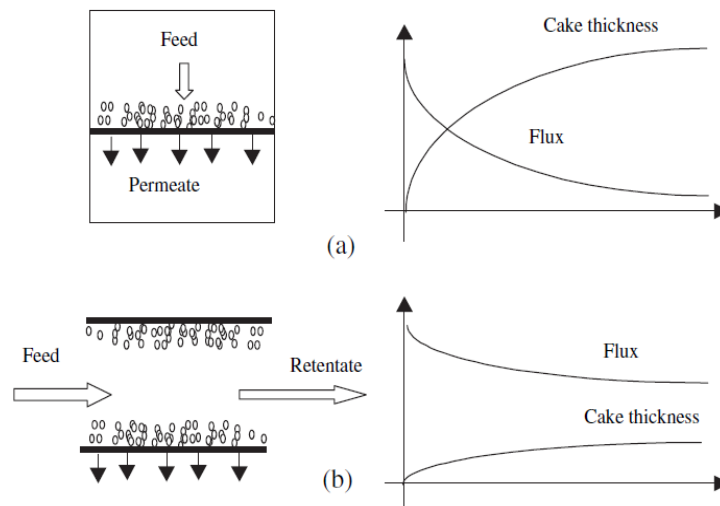 Feed
Permeate
Cake thickness
Flux
(a)
Feed
Retentate
Flux
Cake thickness
(b)